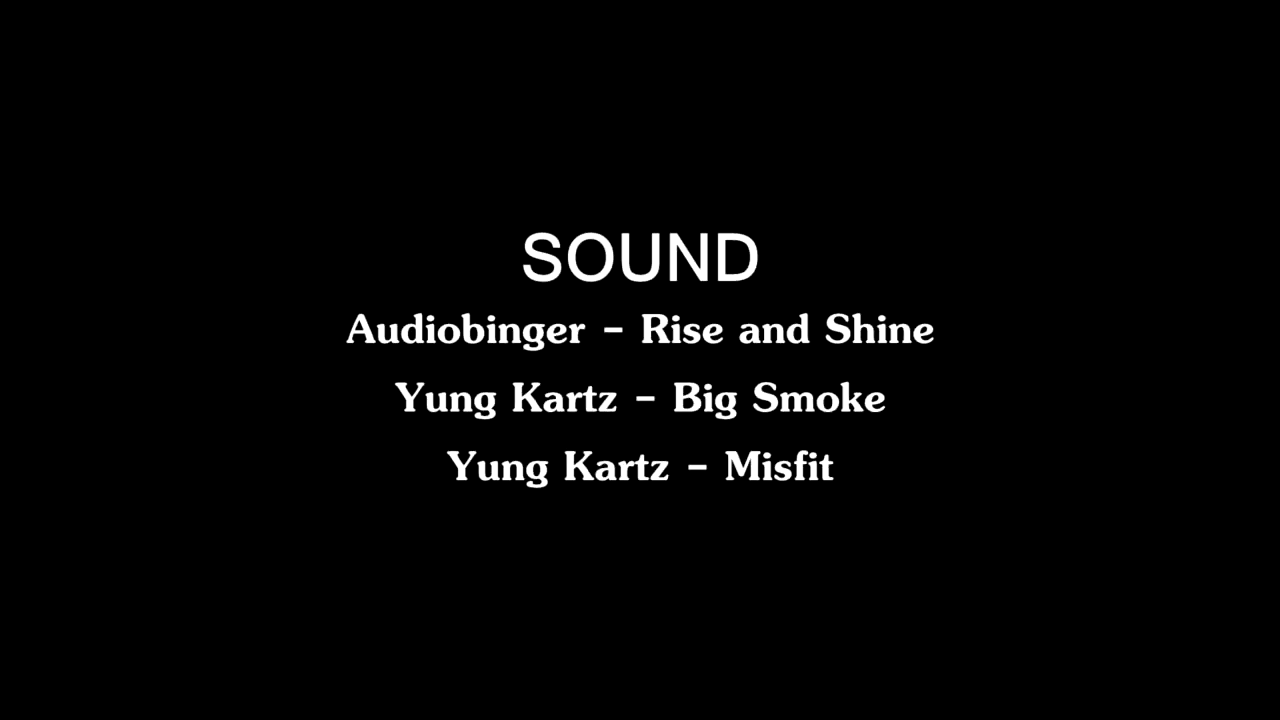 SOUND
Audiobinger - Rise and Shine
Yung Kartz - Big Smoke
Yung Kartz - Misfit